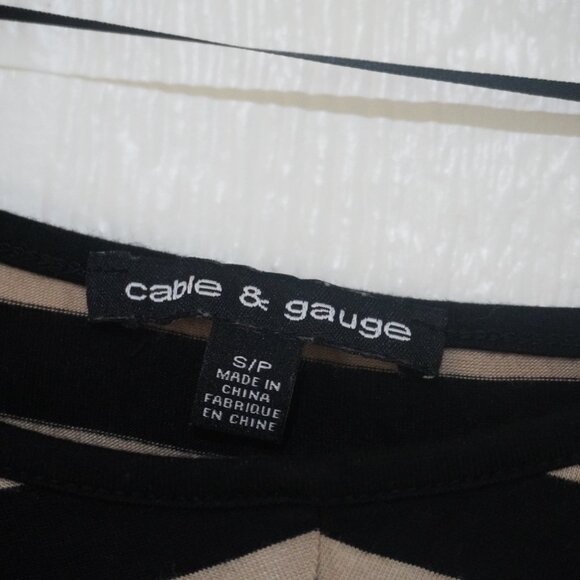 cable & gauge
S/P
MADE IN
CHINA
FABRIQUE
EN CHINE